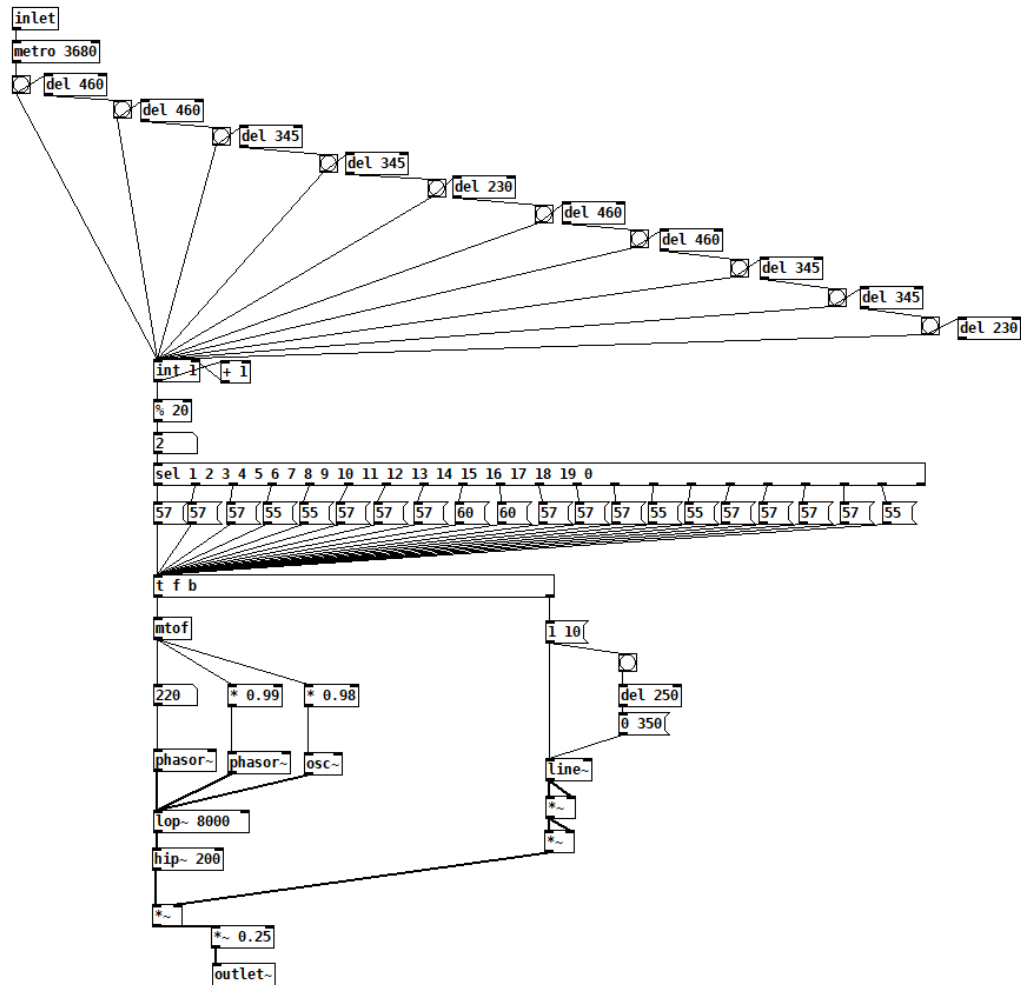 inlet
metro 3680
del 460
del 460
del 345
del 345
del 230
del 460
del 460
del 345
del 345
del 230
int 1
+ 1
% 20
2
sel 1 2 3 4 5 6 7 8 9 10 11 12 13 14 15 16 17 18 19 0
57 57 57 55 55 57 57 57 60 60 57 57 57 55 55 57 57 57 57 55
t f b
mtof
1 10
220
* 0.99
* 0.98
del 250
0 350
phasor~
phasor~
osc~
line~
*~
lop~ 8000
*~
hip~ 200
*~
*~ 0.25
outlet~